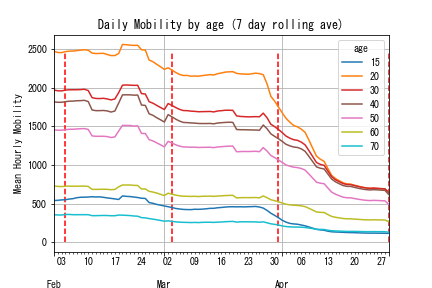 Daily Mobility by age (7 day rolling ave)
Mean Hourly Mobility
2500
2000
1500
1000
500
0
age
15
20
30
40
50
60
70
03 10 17 24 02 09 16 23 30 06 13 20 27
Feb Mar Apr